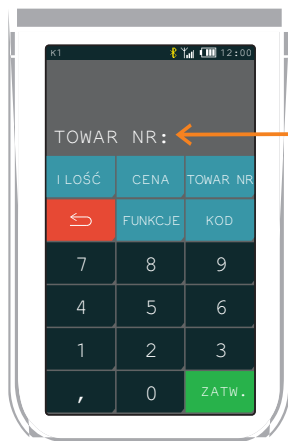 K1 12:00
TOWAR NR:
ILOŚĆ CENA TOWAR NR
FUNKCJE KOD
7 8 9
4 5 6
1 2 3
, 0 ZATW.